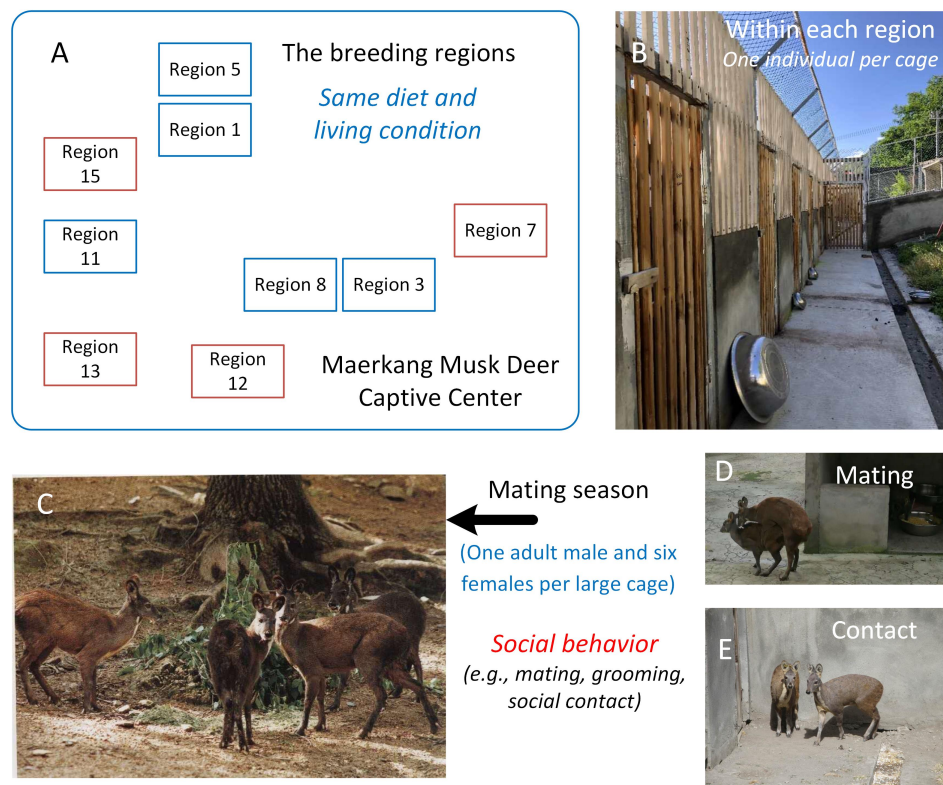 A
The breeding regions
Same diet and
living condition
Region 5
Region 1
Region
15
Region
11
Region 7
Region 8
Region 3
Region
13
Region
12
Maerkang Musk Deer
Captive Center
B
Within each region
One individual per cage
C
Mating season
(One adult male and six
females per large cage)
Social behavior
(e.g., mating, grooming,
social contact)
D
Mating
E
Contact